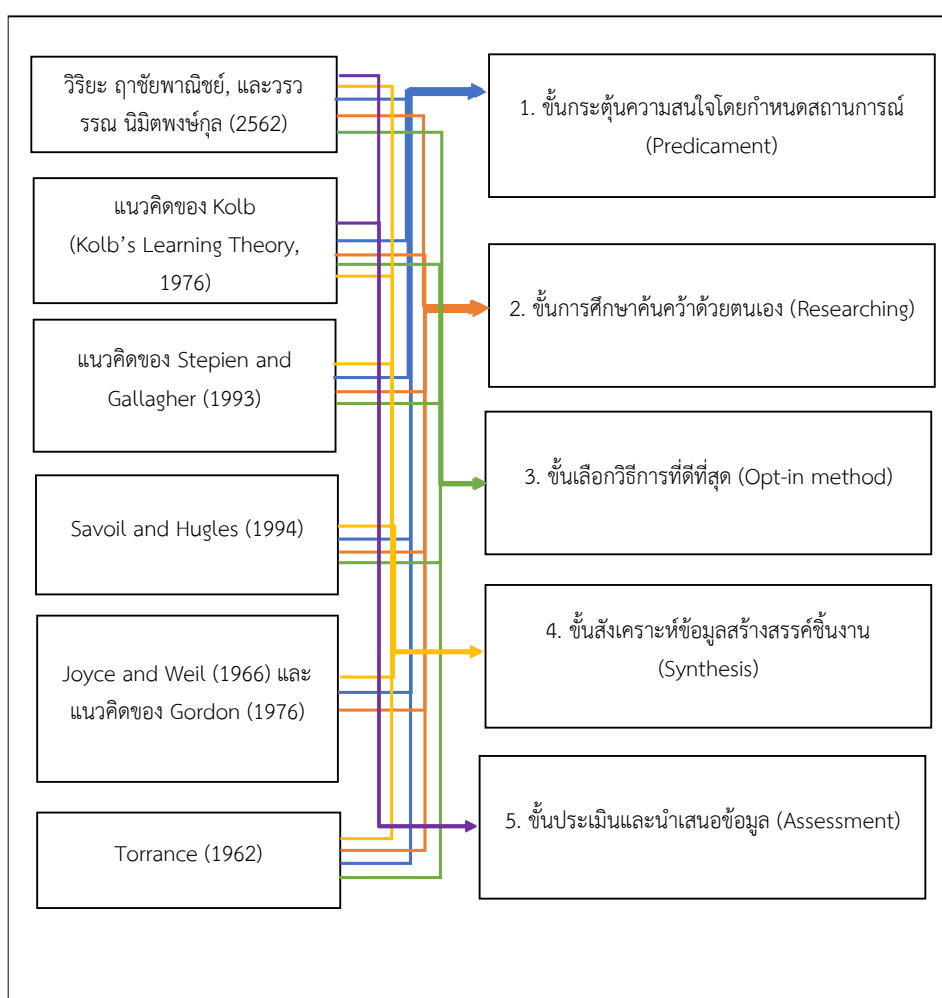 วิริยะ ฤาชัยพาณิชย์, และวรว
รรณ นิมิตพงษ์กุล (2562)
แนวคิดของ Kolb
(Kolb's Learning Theory,
1976)
แนวคิดของ Stepien and
Gallagher (1993)
Savoil and Hugles (1994)
Joyce and Weil (1966) และ
แนวคิดของ Gordon (1976)
Torrance (1962)
1. ขั้นกระตุ้นความสนใจโดยกำหนดสถานการณ์
(Predicament)
2. ขั้นการศึกษาค้นคว้าด้วยตนเอง (Researching)
3. ขั้นเลือกวิธีการที่ดีที่สุด (Opt-in method)
4. ขั้นสังเคราะห์ข้อมูลสร้างสรรค์ชิ้นงาน
(Synthesis)
5. ขั้นประเมินและนำเสนอข้อมูล (Assessment)